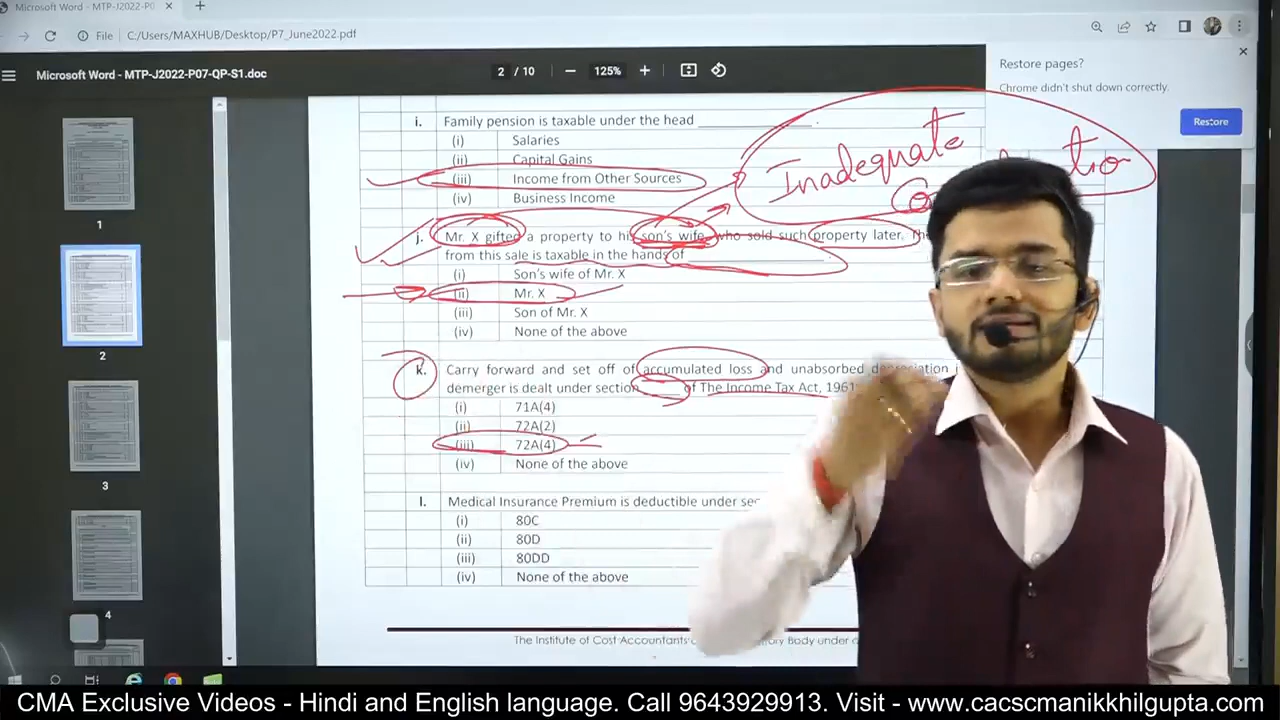 Microsoft Word - MTP-J2022-P0
File
C:/Users/MAXHUB/Desktop/P7_June2022.pdf
Microsoft Word - MTP-J2022-P07-QP-S1.doc
2 / 10
125%
Restore pages?
Chrome didn't shut down correctly.
Restore
i. Family pension is taxable under the head ____________ .
(i) Salaries
(ii) Capital Gains
(iii) Income from Other Sources
(iv) Business Income
Inadequate
j. Mr. X gifted a property to his son's wife who sold such property later.
from this sale is taxable in the hands of ____________ .
(i) Son's wife of Mr. X
(ii) Mr. X
(iii) Son of Mr. X
(iv) None of the above
k. Carry forward and set off of accumulated loss and unabsorbed depreciation
demerger is dealt under section ____ of The Income Tax Act, 1961
(i) 71A(4)
(ii) 72A(2)
(iii) 72A(4)
(iv) None of the above
l. Medical Insurance Premium is deductible under
(i) 80C
(ii) 80D
(iii) 80DD
(iv) None of the above
The Institute of Cost Accountants
Body under
1
2
3
4
CMA Exclusive Videos - Hindi and English language. Call 9643929913. Visit - www.cacscmanikkhilgupta.com